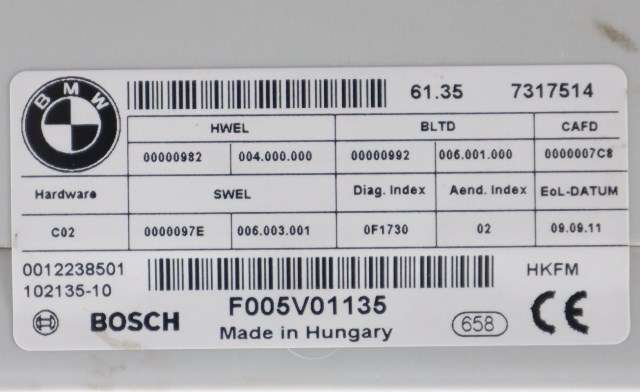 BMW 61.35 7317514
HWEL BLTD CAFD
00000982 004.000.000 00000992 006.001.000 0000007C8
Hardware SWEL Diag. Index Aend. Index EoL-DATUM
C02 0000097E 006.003.001 0F1730 02 09.09.11
0012238501 HKFM
102135-10
BOSCH F005V01135 658 CE
Made in Hungary